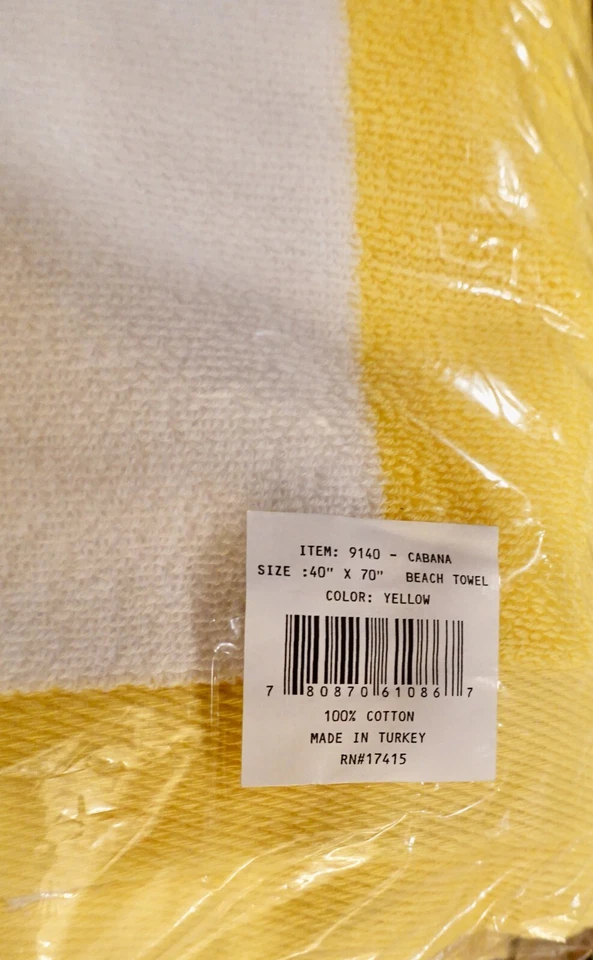 ITEM: 9140 - CABANA
SIZE :40" X 70" BEACH TOWEL
COLOR: YELLOW
7 80870 61086 7
100% COTTON
MADE IN TURKEY
RN#17415